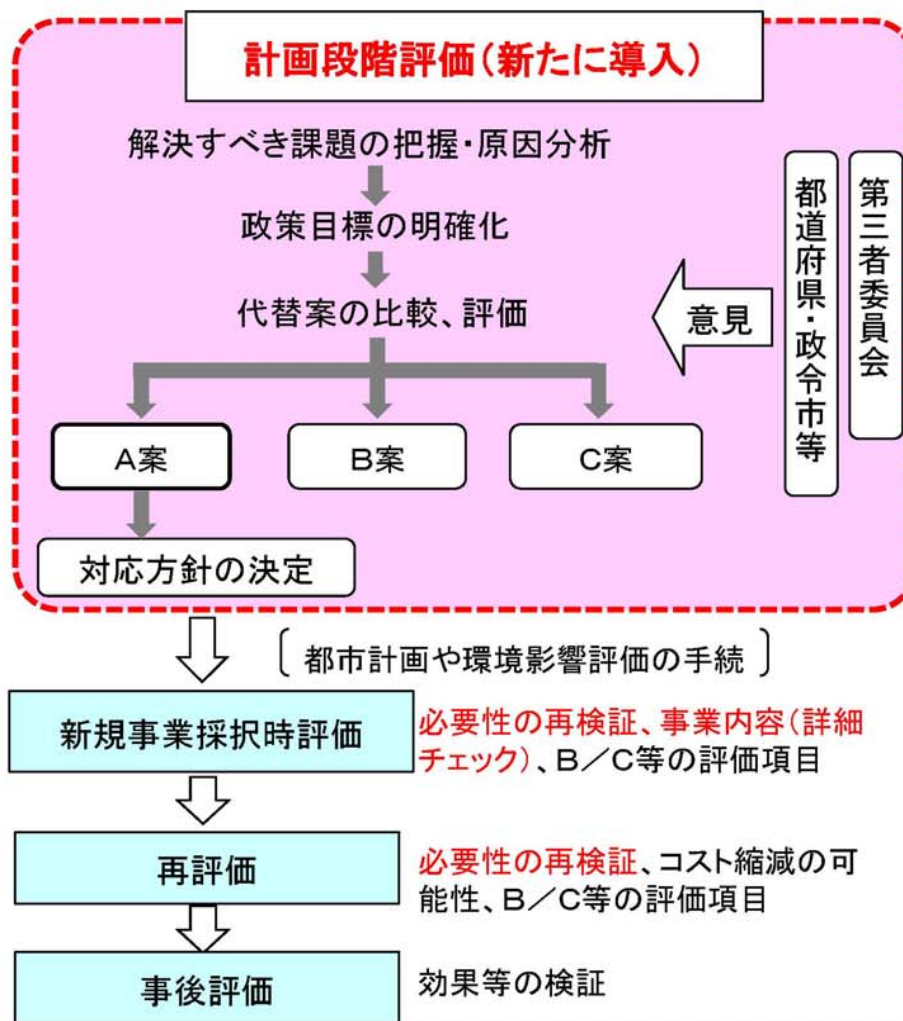 計画段階評価(新たに導入)
解決すべき課題の把握・原因分析
政策目標の明確化
代替案の比較、評価
意見
都道府県・政令市等
第三者委員会
A案
B案
C案
対応方針の決定
〔都市計画や環境影響評価の手続〕
新規事業採択時評価
必要性の再検証、事業内容(詳細
チェック)、B/C等の評価項目
再評価
必要性の再検証、コスト縮減の可
能性、B/C等の評価項目
事後評価
効果等の検証